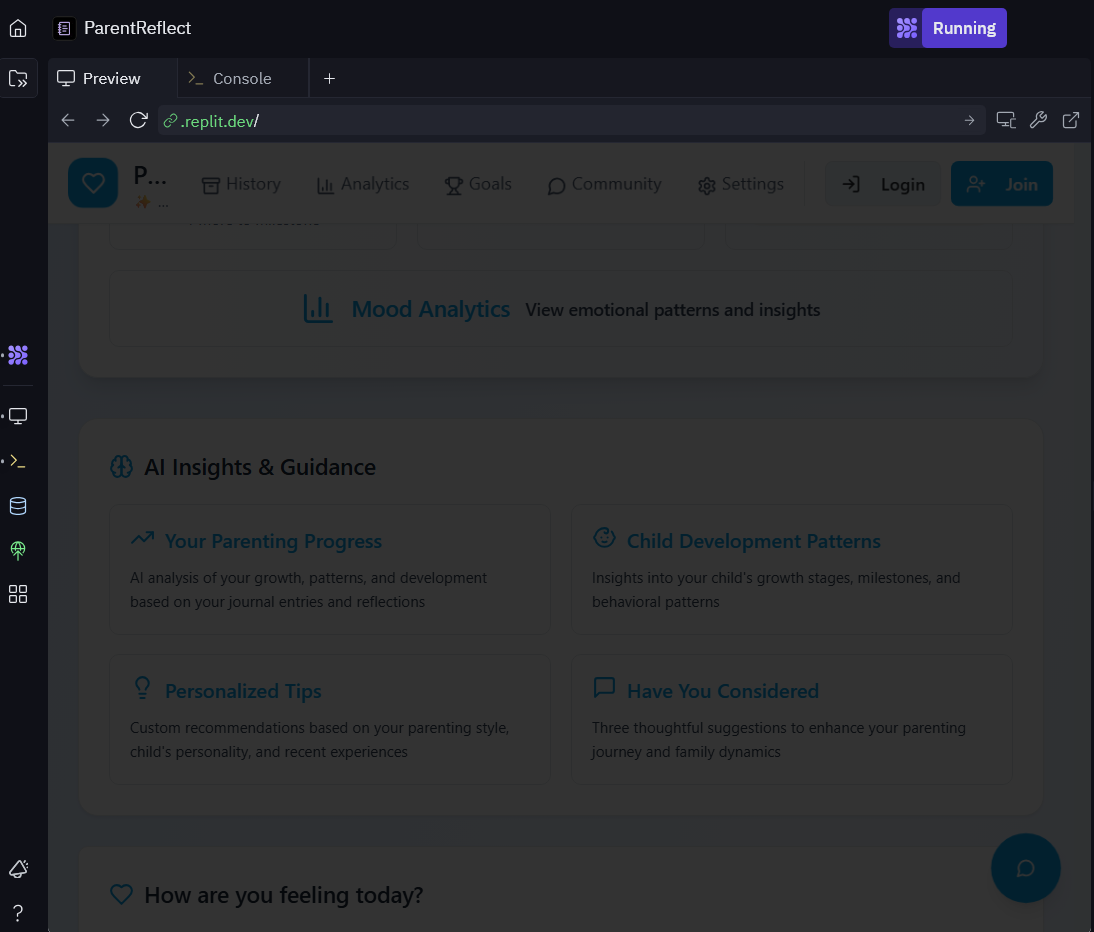 ParentReflect
Running
Preview
Console
.replit.dev/
P...
...
History
Analytics
Goals
Community
Settings
Login
Join
Mood Analytics View emotional patterns and insights
AI Insights & Guidance
Your Parenting Progress
AI analysis of your growth, patterns, and development
based on your journal entries and reflections
Child Development Patterns
Insights into your child's growth stages, milestones, and
behavioral patterns
Personalized Tips
Custom recommendations based on your parenting style,
child's personality, and recent experiences
Have You Considered
Three thoughtful suggestions to enhance your parenting
journey and family dynamics
How are you feeling today?